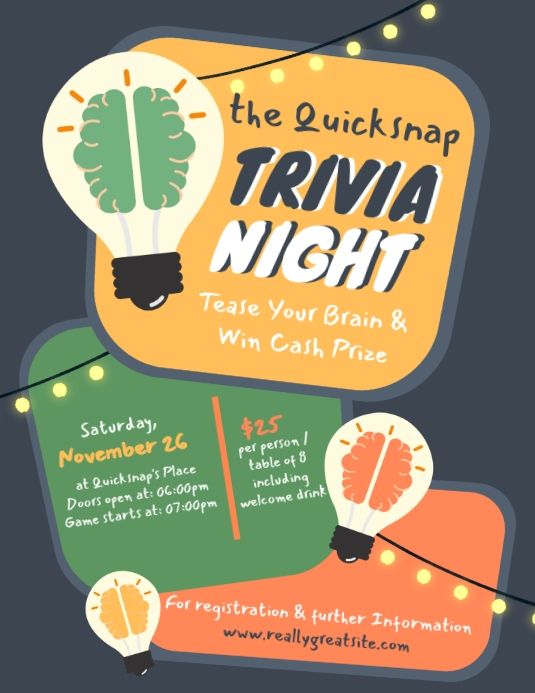 the Quicksnap
TRIVIA
NIGHT
Tease Your Brain &
Win Cash Prize
Saturday,
November 26
at Quicksnap's Place
Doors open at: 06:00pm
Game starts at: 07:00pm
$25
per person /
table of 8
including
welcome drink
For registration & further Information
www.reallygreatsite.com